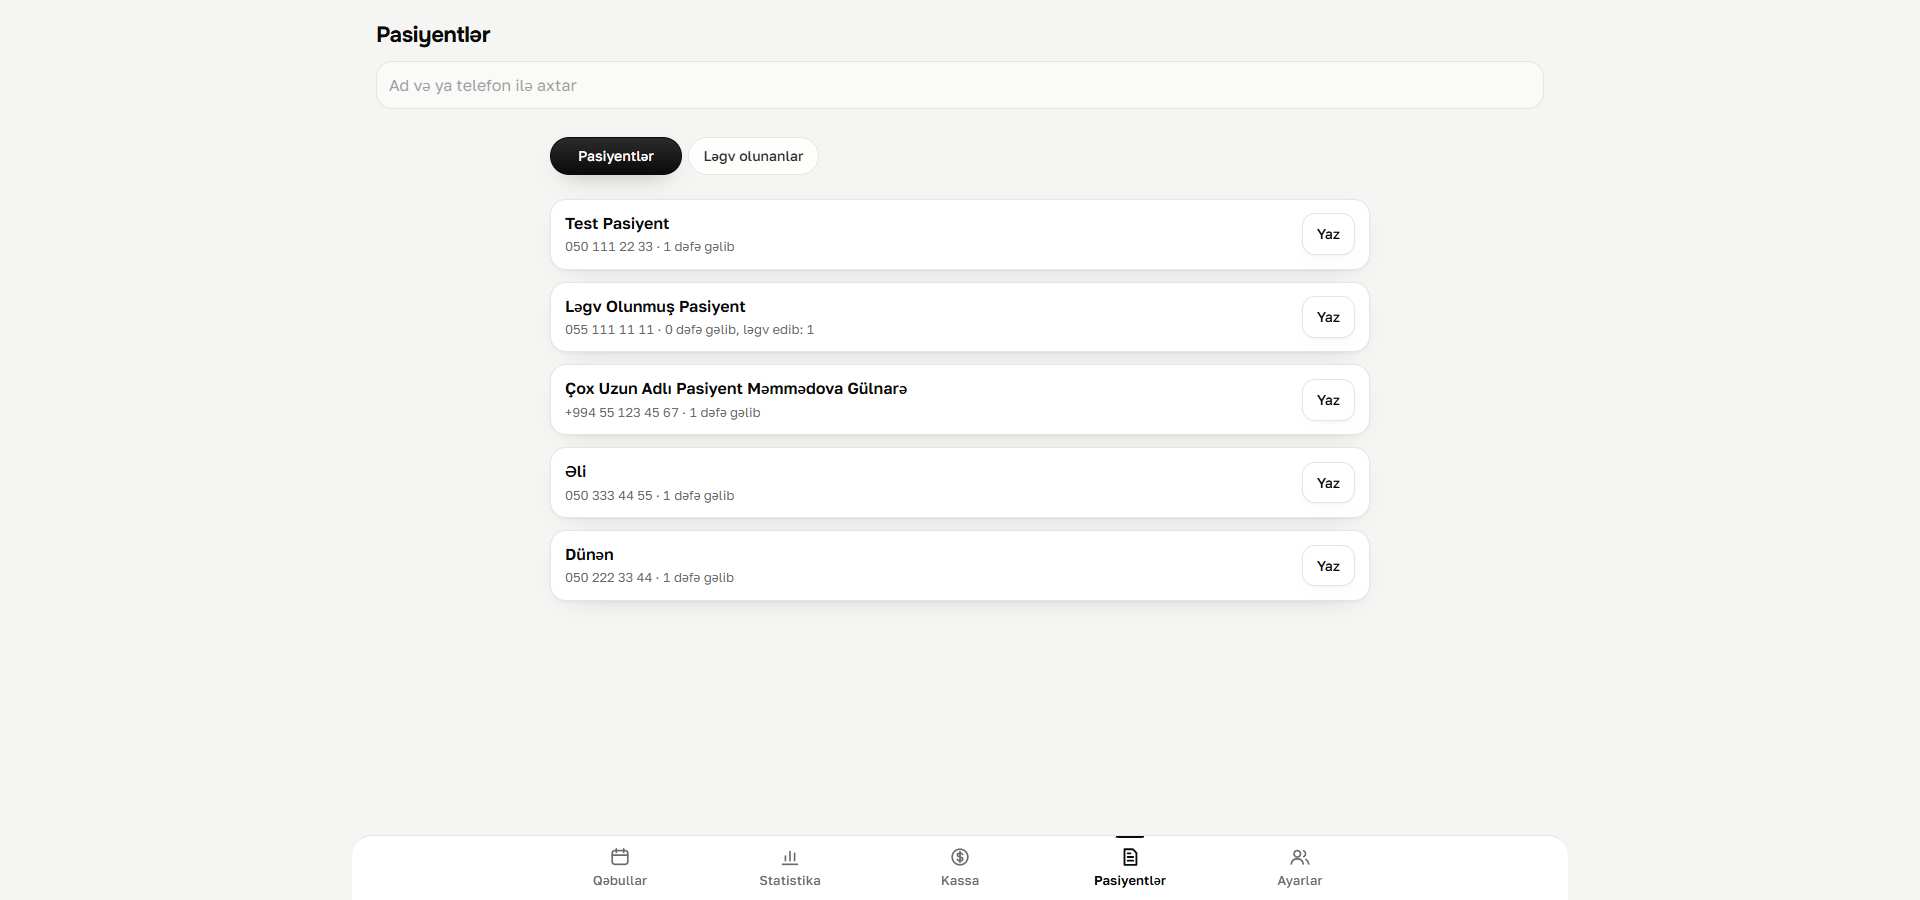 Pasiyentlər
Ad və ya telefon ilə axtar
Pasiyentlər
Ləgv olunanlar
Test Pasiyent
050 111 22 33 · 1 dəfə gəlib
Yaz
Ləgv Olunmuş Pasiyent
055 111 11 11 · 0 dəfə gəlib, ləgv edib: 1
Yaz
Çox Uzun Adlı Pasiyent Məmmədova Gülnarə
+994 55 123 45 67 · 1 dəfə gəlib
Yaz
Əli
050 333 44 55 · 1 dəfə gəlib
Yaz
Dünən
050 222 33 44 · 1 dəfə gəlib
Yaz
Qəbullar
Statistika
Kassa
Pasiyentlər
Ayarlar